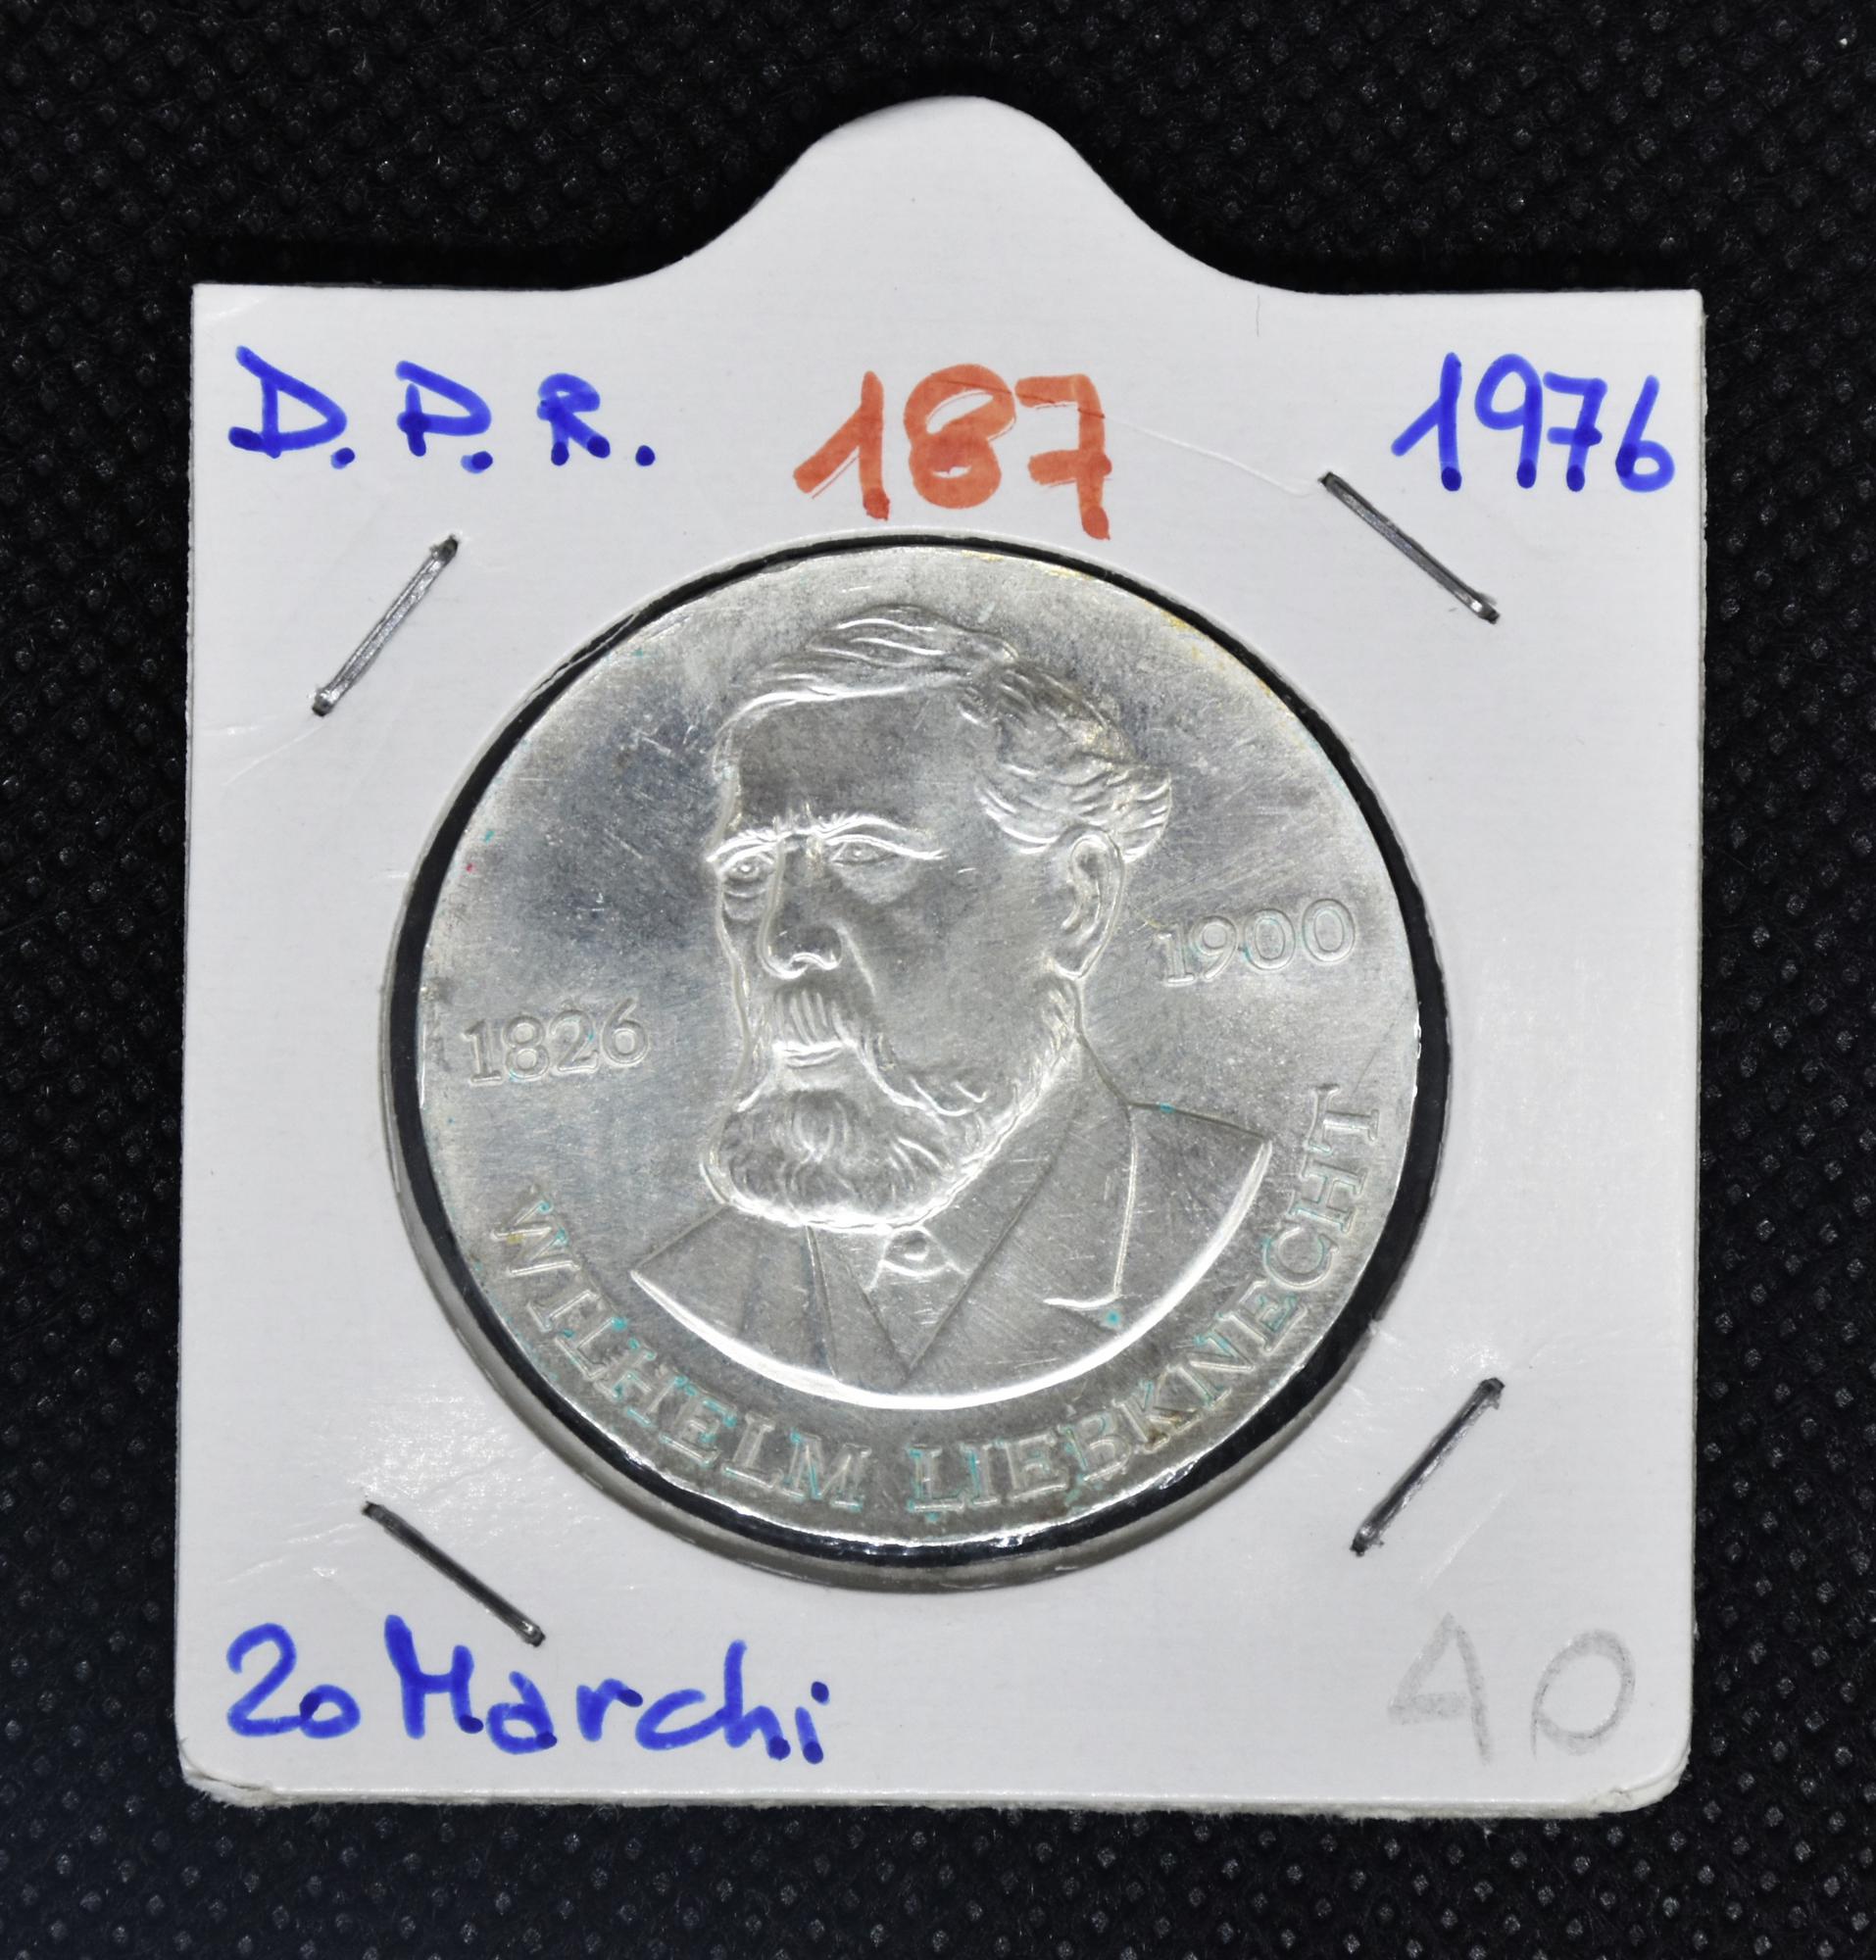 D.D.R.
187
1976
1826
1900
WILHELM LIEBKNECHT
20 Marchi
40